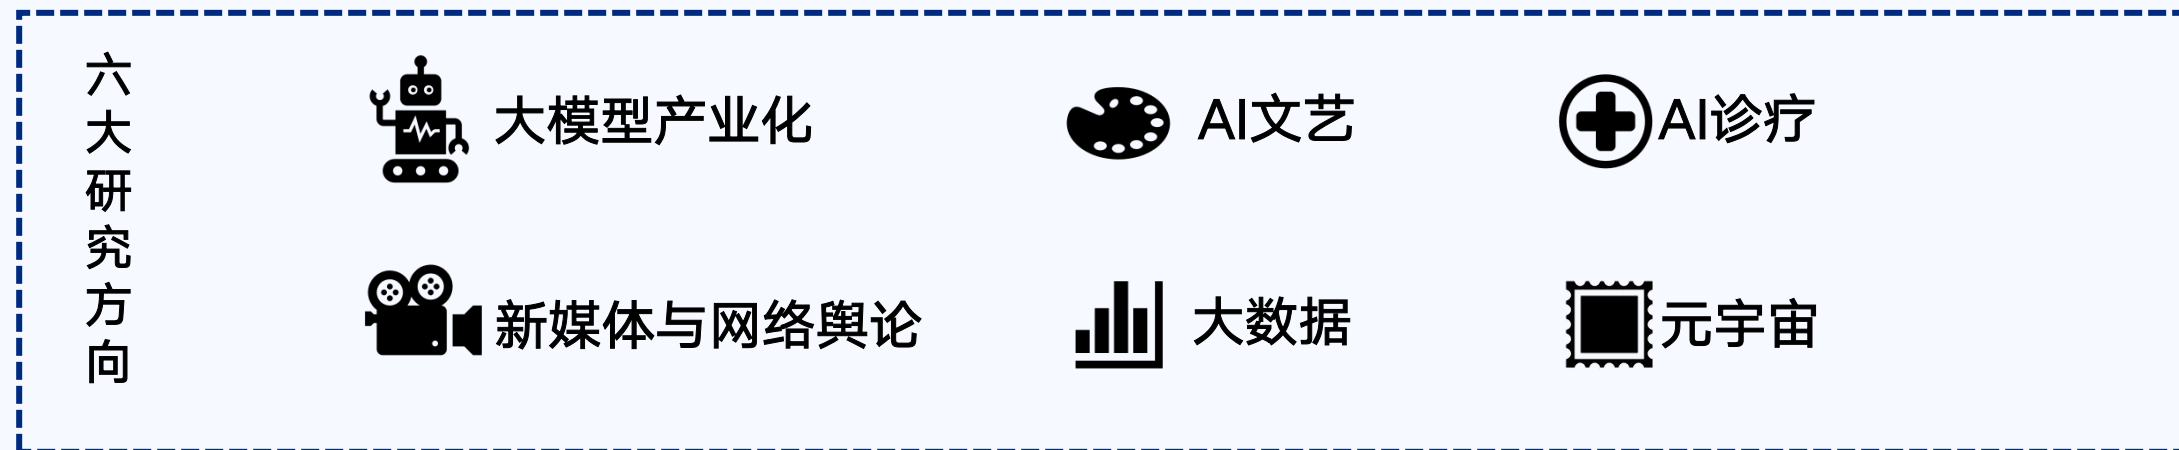 六大研究方向
大模型产业化
AI文艺
AI诊疗
新媒体与网络舆论
大数据
元宇宙